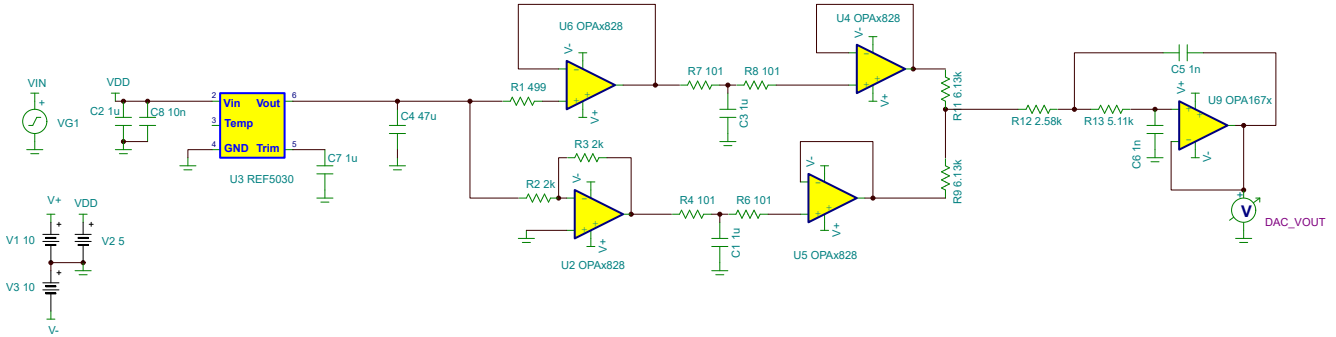 VIN
+
VG1
VDD
C2 1u
C8 10n
2
Vin
Vout
6
3
Temp
4
GND
Trim
5
U3 REF5030
C7 1u
C4 47u
V+
VDD
+
+
V1 10
V2 5
+
V3 10
V-
R1 499
U6 OPAx828
V-
V+
R2 2k
R3 2k
V-
V+
U2 OPAx828
R7 101
R8 101
C3 1u
R4 101
R6 101
C1 1u
U4 OPAx828
V-
V+
V-
V+
U5 OPAx828
R11 6.13k
R9 6.13k
R12 2.58k
R13 5.11k
C5 1n
C6 1n
V+
U9 OPA167x
V-
+
V
DAC_VOUT